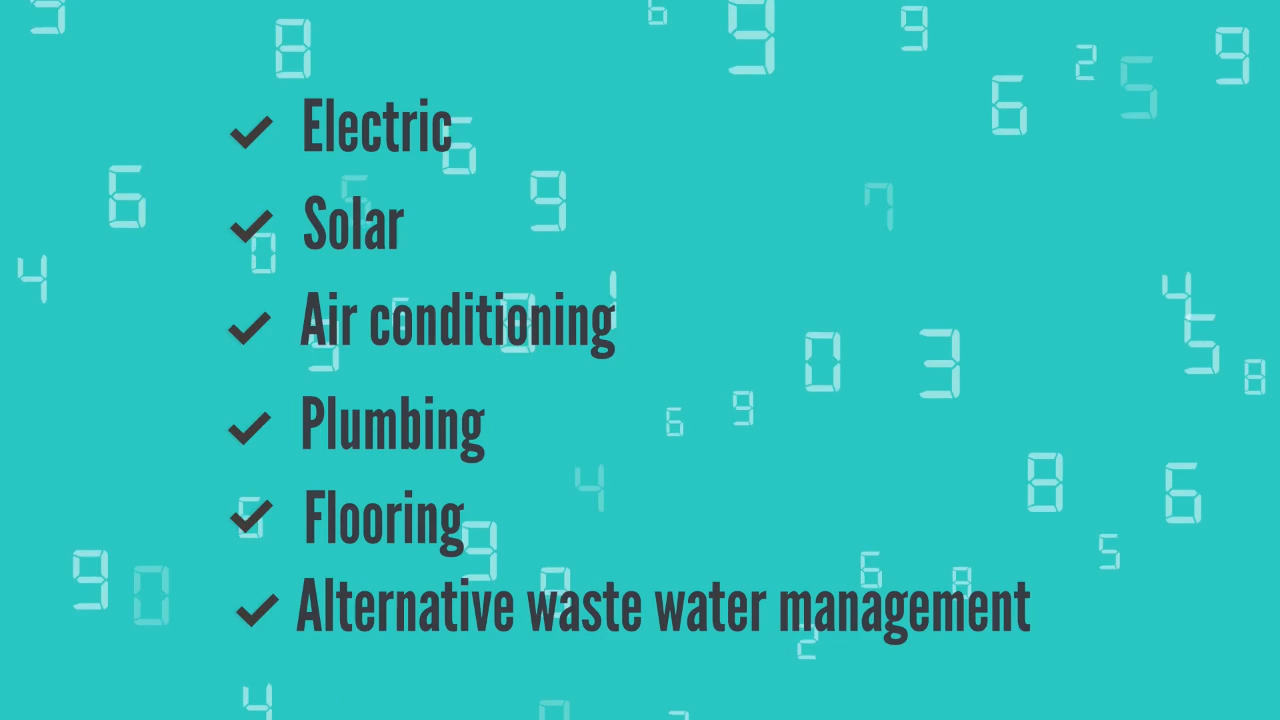 Electric
Solar
Air conditioning
Plumbing
Flooring
Alternative waste water management